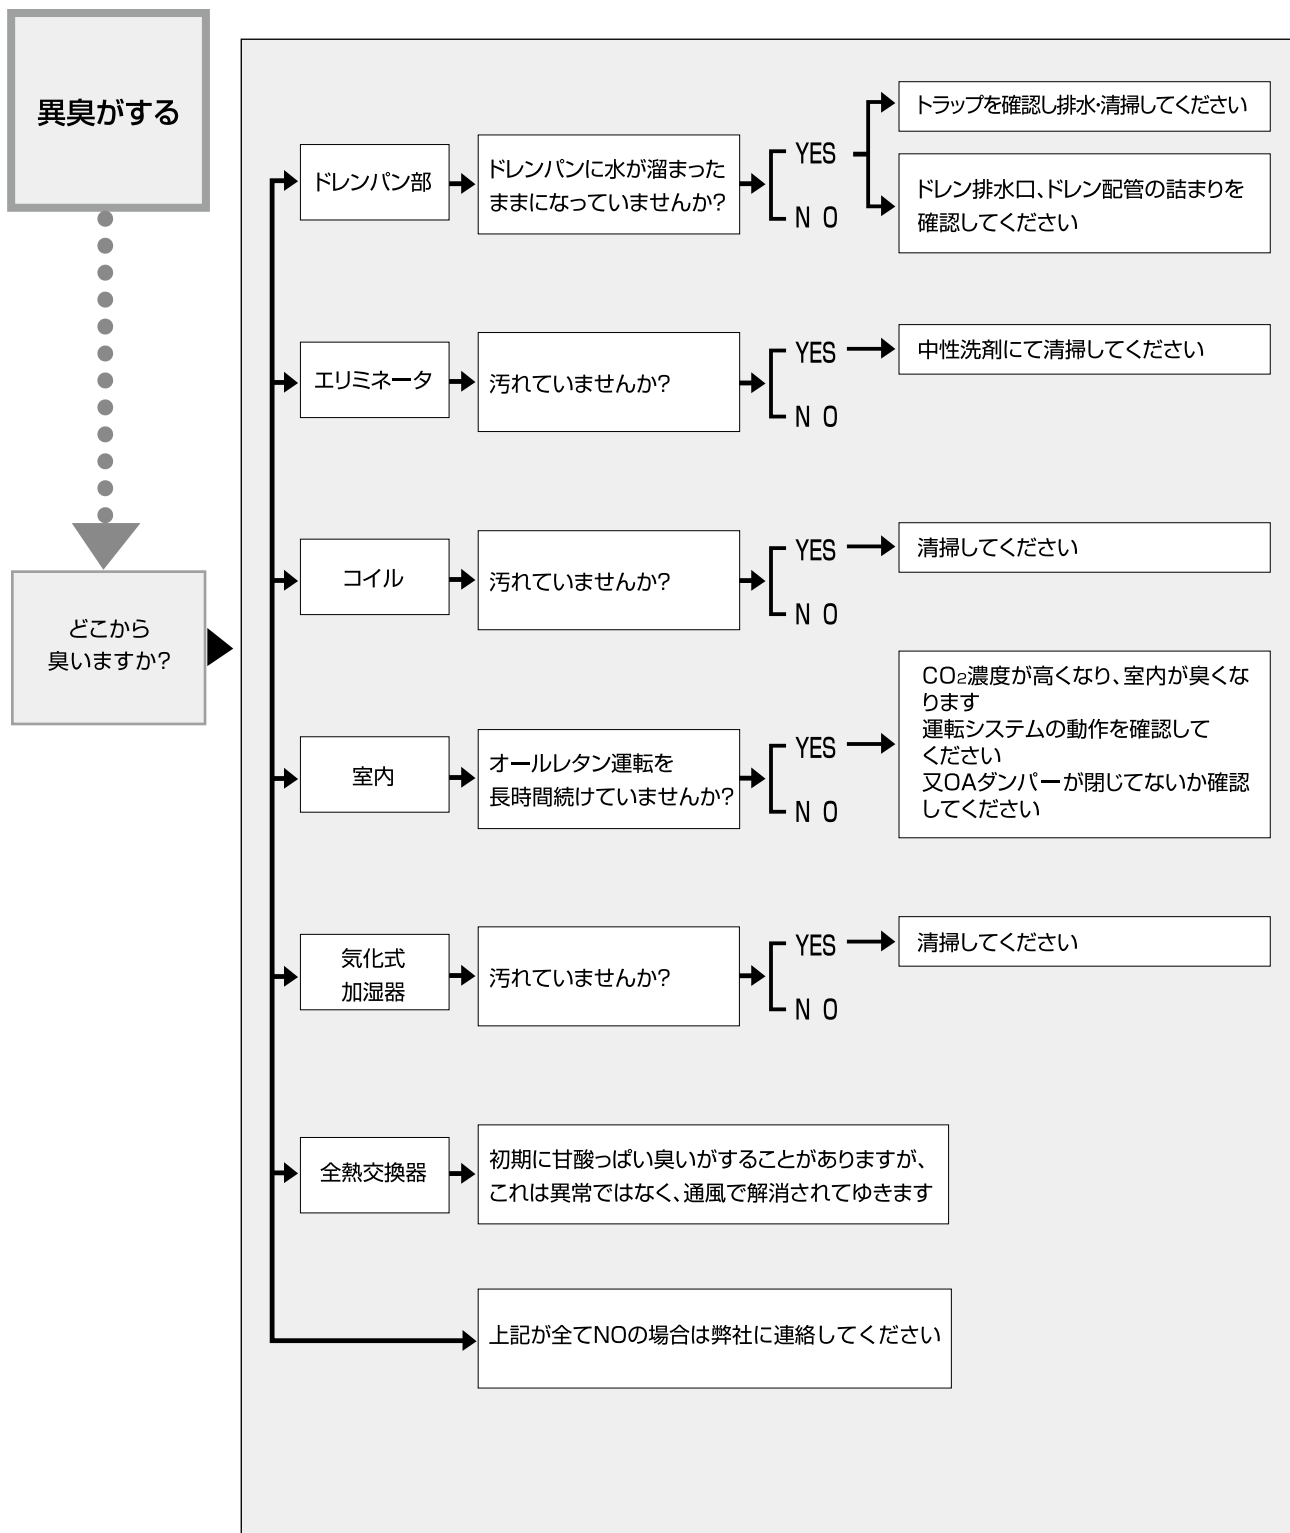 異臭がする
どこから
臭いますか?
ドレンパン部
ドレンパンに水が溜まった
ままになっていませんか?
YES
N O
トラップを確認し排水・清掃してください
ドレン排水口、ドレン配管の詰まりを
確認してください
エリミネータ
汚れていませんか?
YES
N O
中性洗剤にて清掃してください
コイル
汚れていませんか?
YES
N O
清掃してください
室内
オールレタン運転を
長時間続けていませんか?
YES
N O
CO₂濃度が高くなり、室内が臭くな
ります
運転システムの動作を確認して
ください
又OAダンパーが閉じてないか確認
してください
気化式
加湿器
汚れていませんか?
YES
N O
清掃してください
全熱交換器
初期に甘酸っぱい臭いがすることがありますが、
これは異常ではなく、通風で解消されてゆきます
上記が全てNOの場合は弊社に連絡してください